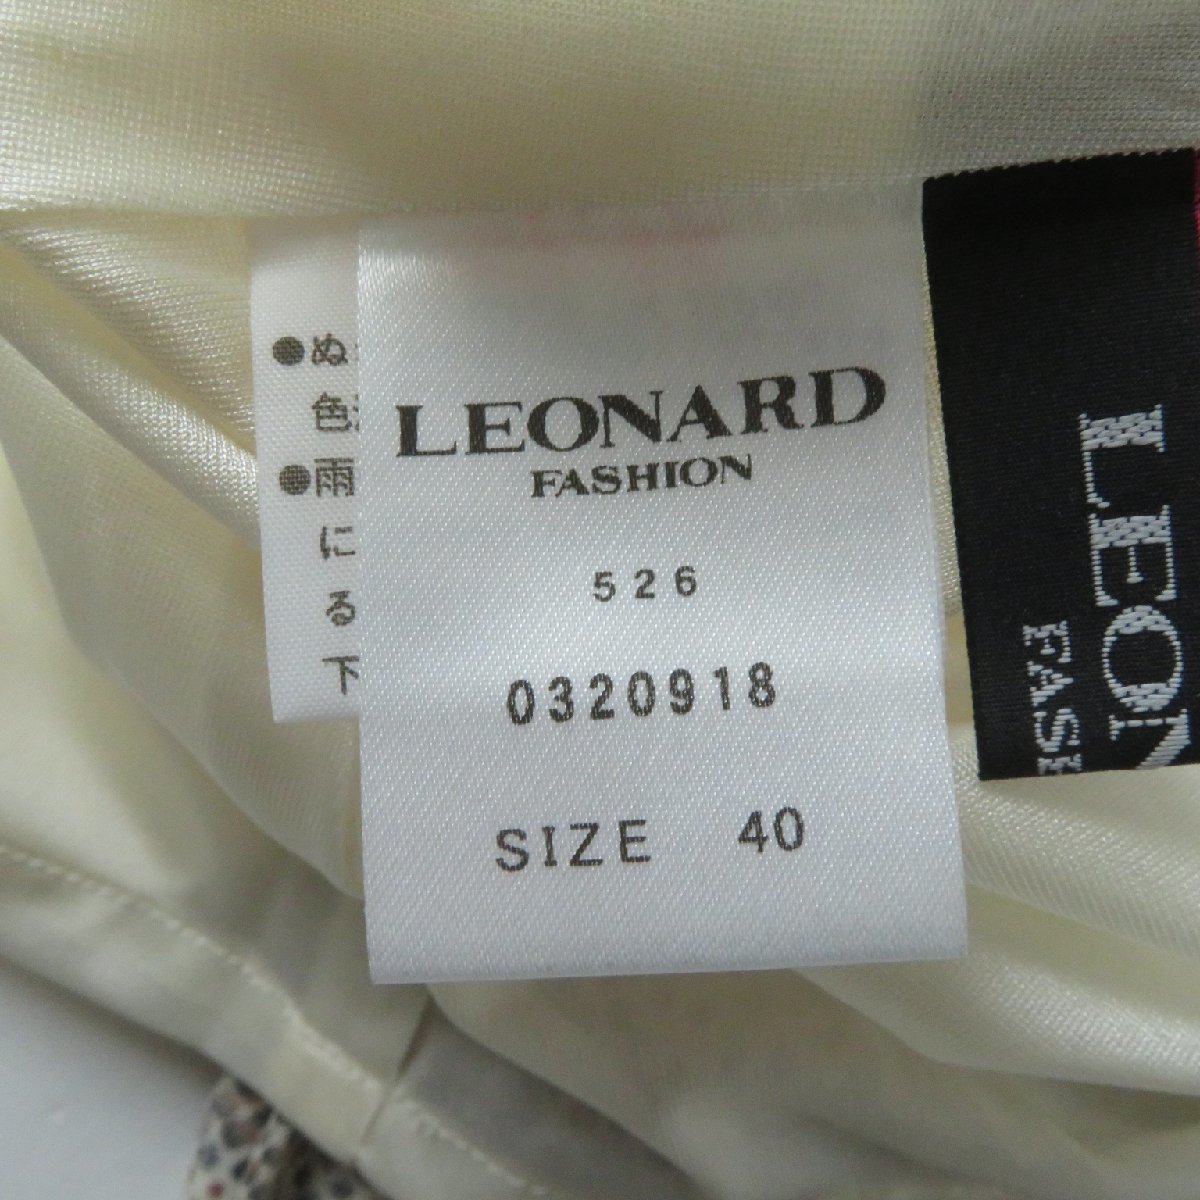 LEONARD
FASHION
526
0320918
SIZE 40
●ぬ
色
●雨
に
る
下
LEON
FASH